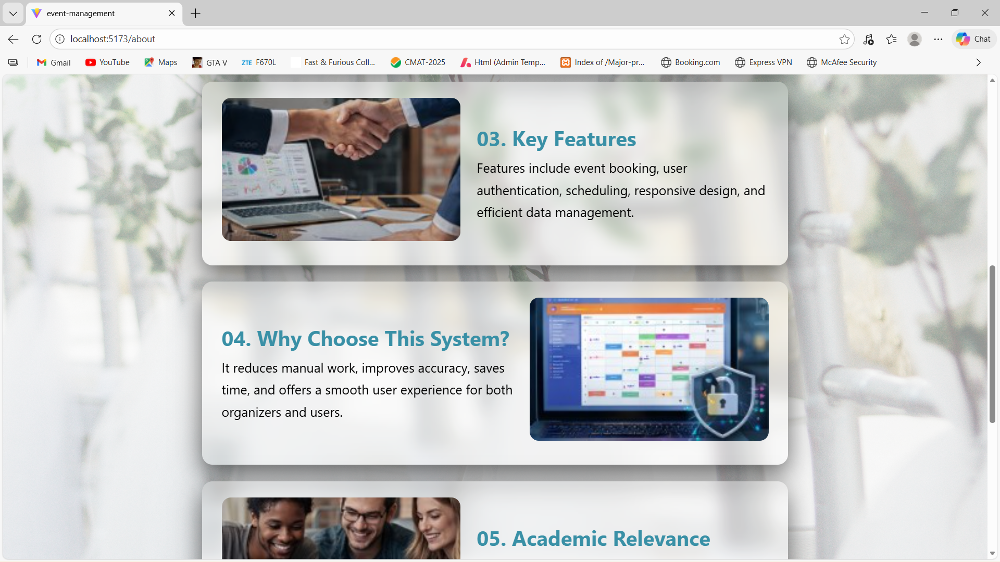 event-management
localhost:5173/about
Chat
Gmail
YouTube
Maps
GTA V
ZTE F670L
Fast & Furious Coll...
CMAT-2025
Html (Admin Temp...
Index of /Major-pr...
Booking.com
Express VPN
McAfee Security
03. Key Features
Features include event booking, user
authentication, scheduling, responsive design, and
efficient data management.
04. Why Choose This System?
It reduces manual work, improves accuracy, saves
time, and offers a smooth user experience for both
organizers and users.
05. Academic Relevance